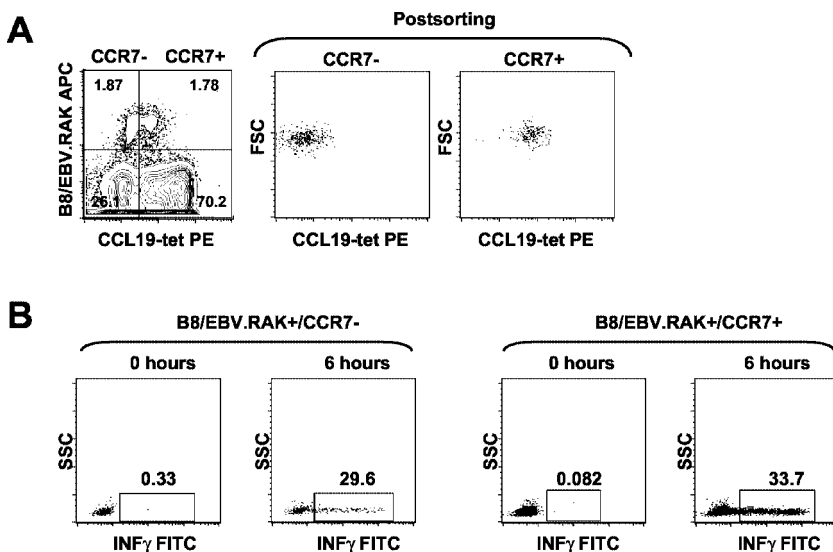 A
Postsorting
CCR7- CCR7+
1.87 1.78
26.1 70.2
B8/EBV.RAK APC
CCL19-tet PE
CCR7-
FSC
CCL19-tet PE
CCR7+
FSC
CCL19-tet PE
B
B8/EBV.RAK+/CCR7-
0 hours
0.33
SSC
INFγ FITC
6 hours
29.6
SSC
INFγ FITC
B8/EBV.RAK+/CCR7+
0 hours
0.082
SSC
INFγ FITC
6 hours
33.7
SSC
INFγ FITC